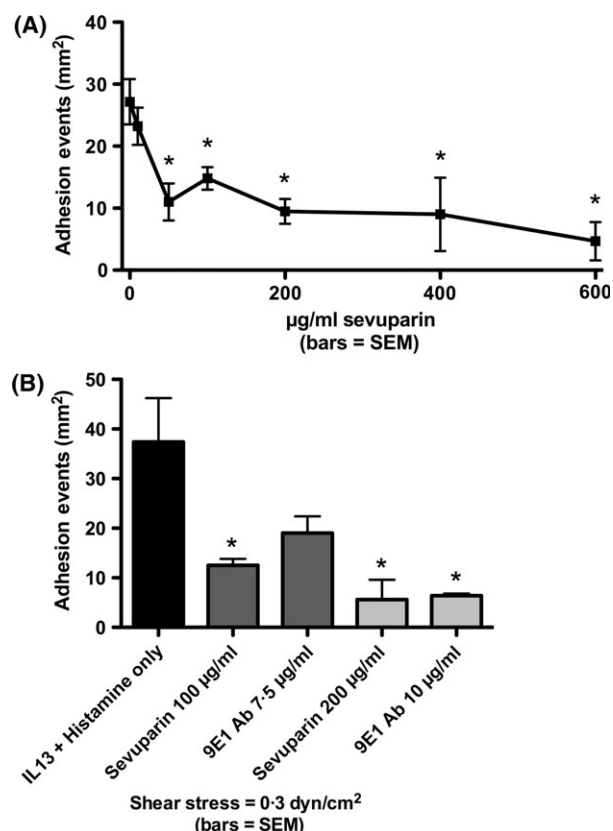 (A)
Adhesion events (mm²)
40
30
20
10
0
* * * * *
0 200 400 600
µg/ml sevuparin
(bars = SEM)
(B)
Adhesion events (mm²)
50
40
30
20
10
0
* * *
IL13 + Histamine only
Sevuparin 100 µg/ml
9E1 Ab 7·5 µg/ml
Sevuparin 200 µg/ml
9E1 Ab 10 µg/ml
Shear stress = 0·3 dyn/cm²
(bars = SEM)